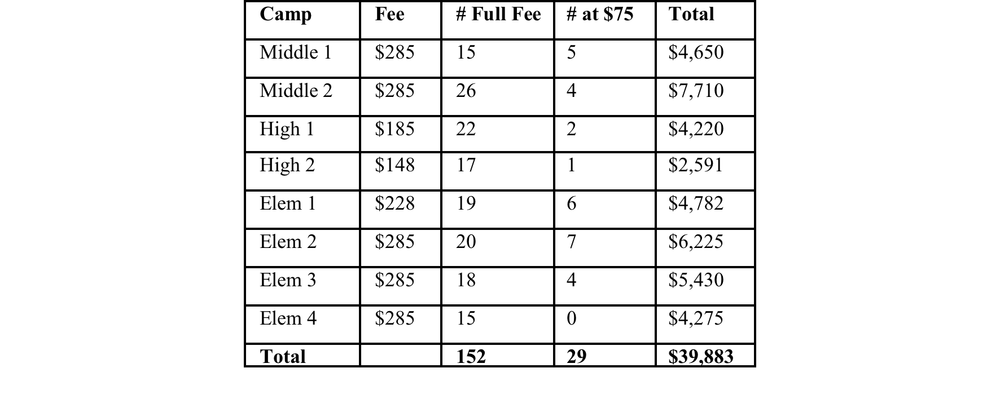 Camp Fee # Full Fee # at $75 Total
Middle 1 $285 15 5 $4,650
Middle 2 $285 26 4 $7,710
High 1 $185 22 2 $4,220
High 2 $148 17 1 $2,591
Elem 1 $228 19 6 $4,782
Elem 2 $285 20 7 $6,225
Elem 3 $285 18 4 $5,430
Elem 4 $285 15 0 $4,275
Total 152 29 $39,883